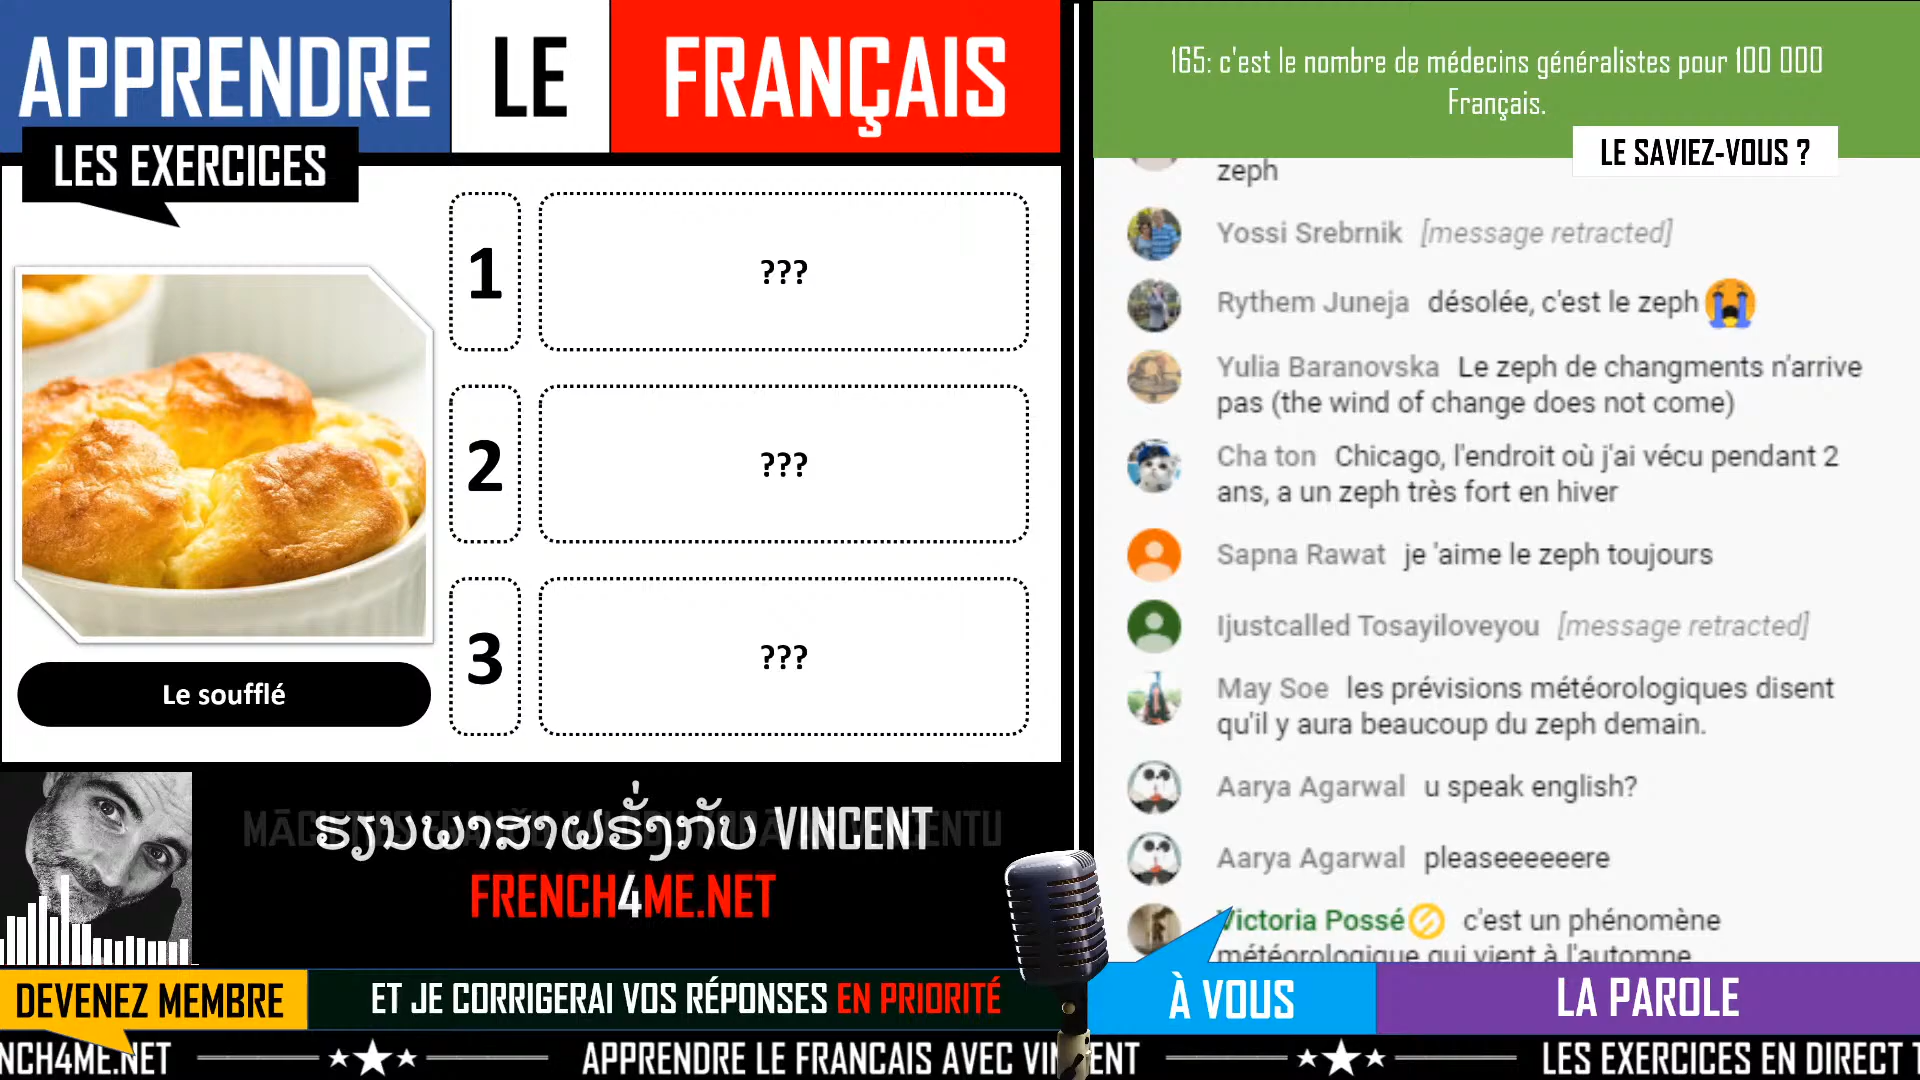 APPRENDRE LE FRANÇAIS
LES EXERCICES
1
???
2
???
3
???
Le soufflé
ຮຽນພາສາຝຣັ່ງກັບ VINCENT
FRENCH4ME.NET
DEVENEZ MEMBRE
ET JE CORRIGERAI VOS RÉPONSES EN PRIORITÉ
165: c'est le nombre de médecins généralistes pour 100 000
Français.
LE SAVIEZ-VOUS ?
zeph
Yossi Srebrnik [message retracted]
Rythem Juneja désolée, c'est le zeph
Yulia Baranovska Le zeph de changments n'arrive
pas (the wind of change does not come)
Cha ton Chicago, l'endroit où j'ai vécu pendant 2
ans, a un zeph très fort en hiver
Sapna Rawat je 'aime le zeph toujours
Ijustcalled Tosayiloveyou [message retracted]
May Soe les prévisions météorologiques disent
qu'il y aura beaucoup du zeph demain.
Aarya Agarwal u speak english?
Aarya Agarwal pleaseeeeeere
Victoria Possé c'est un phénomène
météorologique qui vient à l'automne
À VOUS
LA PAROLE
NCH4ME.NET APPRENDRE LE FRANCAIS AVEC VINCENT LES EXERCICES EN DIRECT